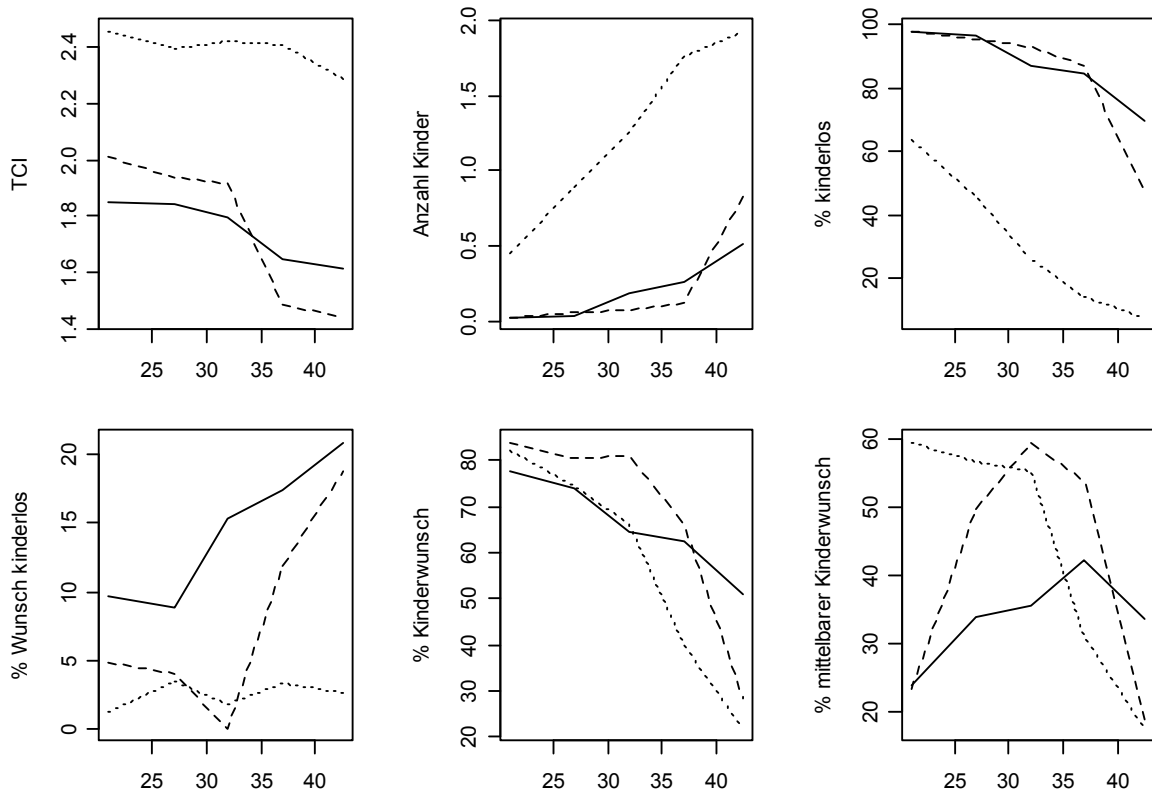 TCI
1.4 1.6 1.8 2.0 2.2 2.4
25 30 35 40
Anzahl Kinder
0.0 0.5 1.0 1.5 2.0
25 30 35 40
% kinderlos
20 40 60 80 100
25 30 35 40
% Wunsch kinderlos
0 5 10 15 20
25 30 35 40
% Kinderwunsch
20 30 40 50 60 70 80
25 30 35 40
% mittelbarer Kinderwunsch
20 30 40 50 60
25 30 35 40